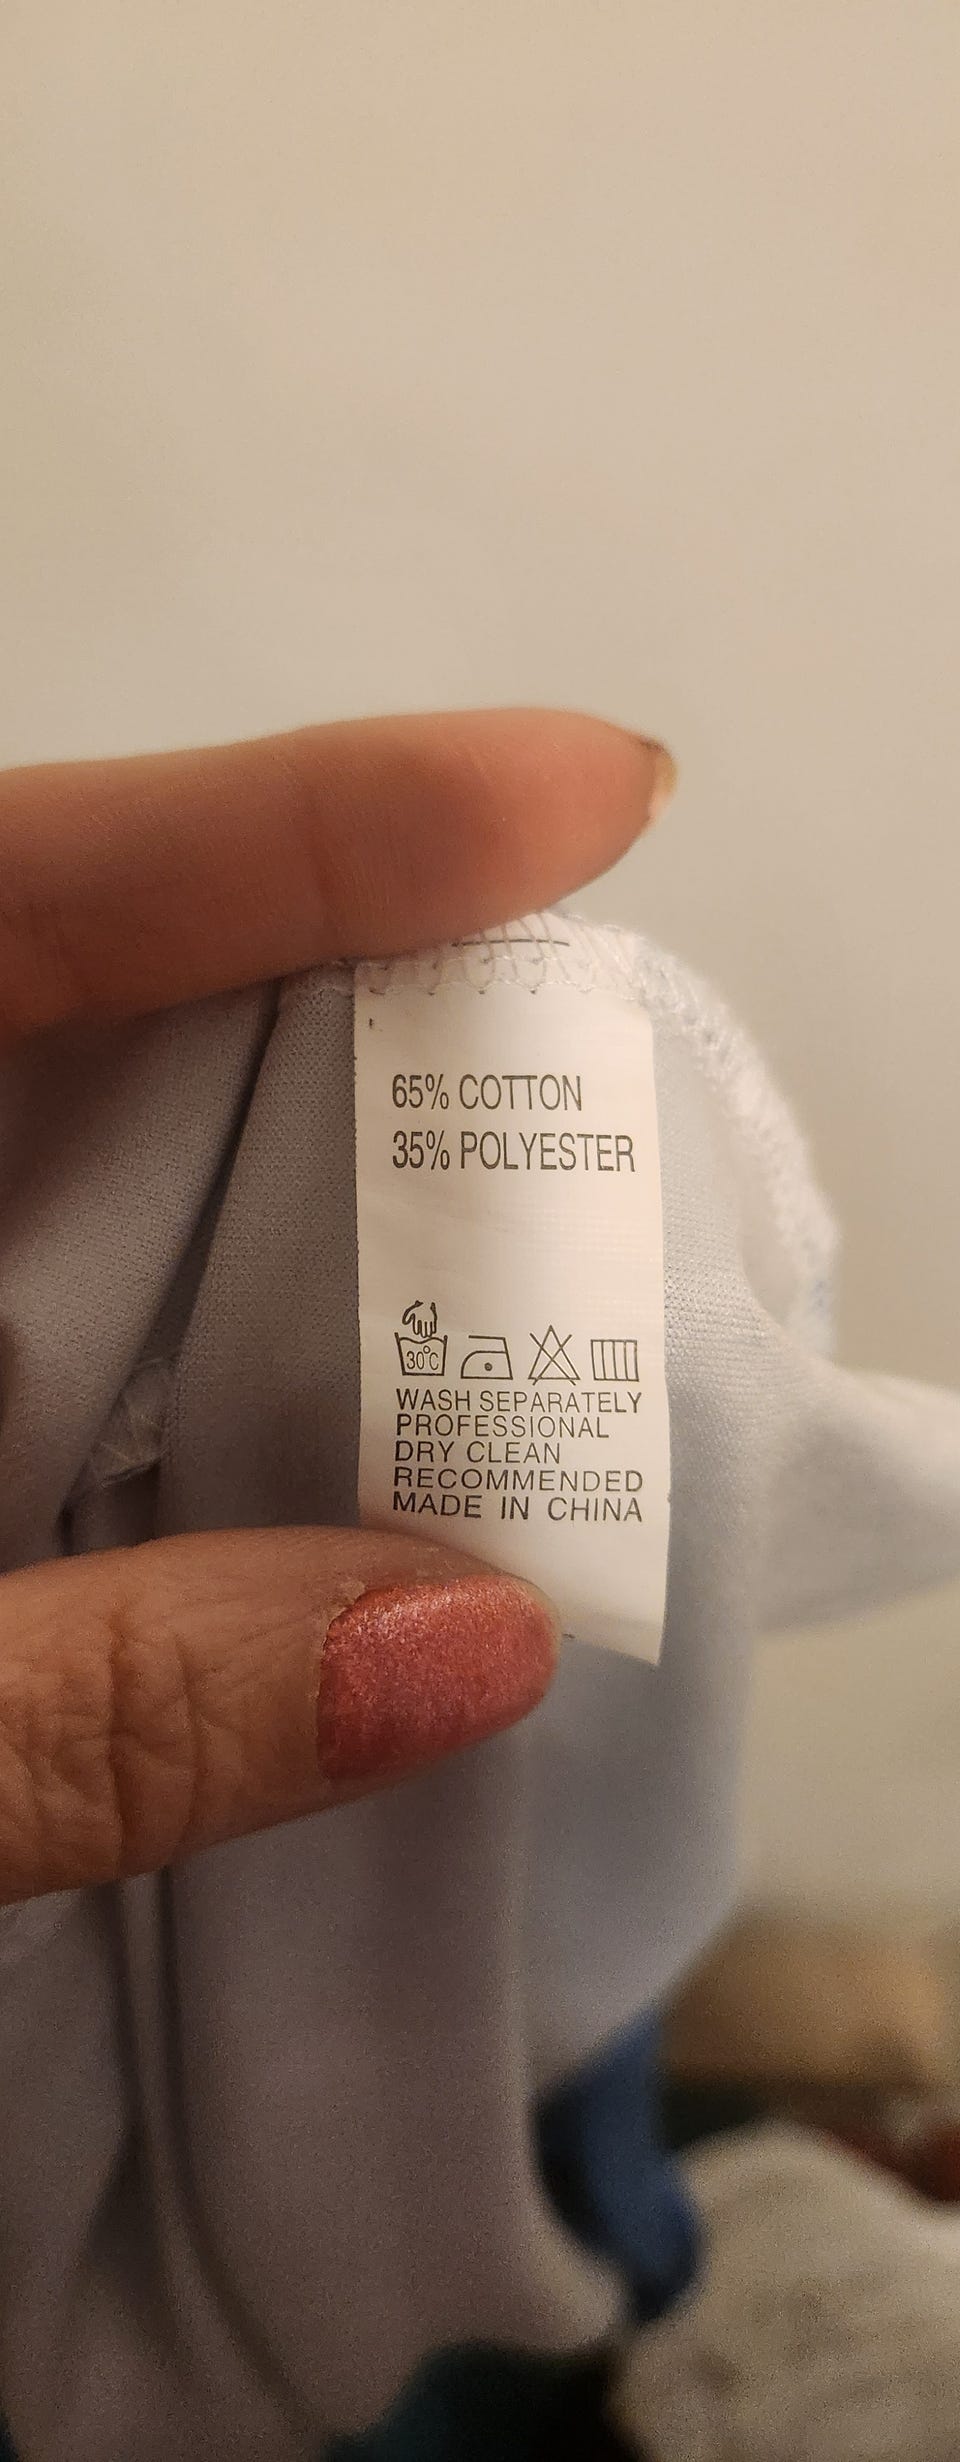 65% COTTON
35% POLYESTER
30°C
WASH SEPARATELY
PROFESSIONAL
DRY CLEAN
RECOMMENDED
MADE IN CHINA